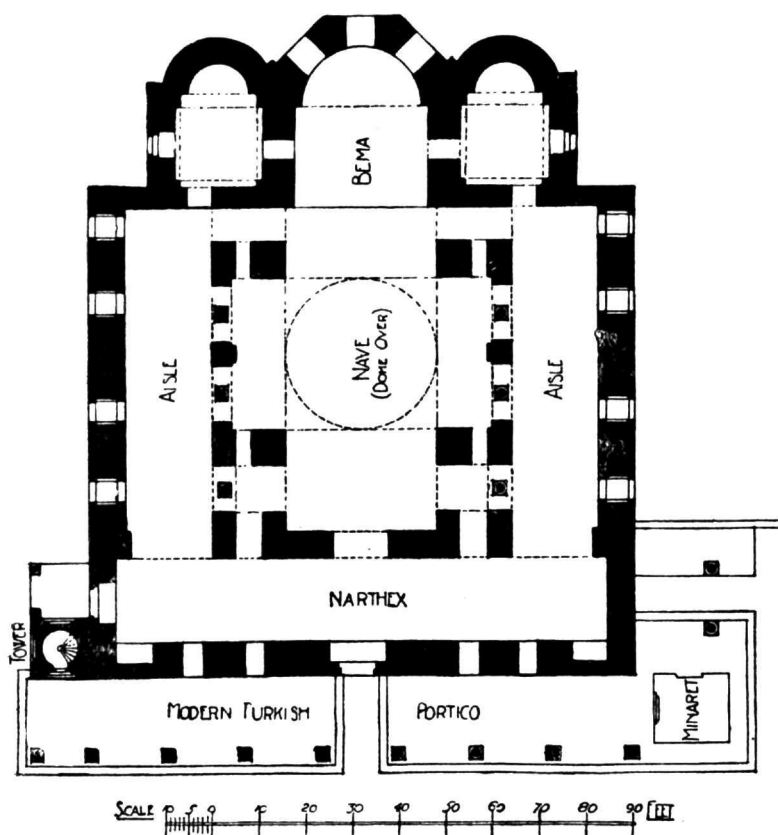 BEMA
AISLE
NAVE
(DOME OVER)
AISLE
NARTHEX
TOWER
MODERN TURKISH PORTICO
MINARET
SCALE 10 5 0 10 20 30 40 50 60 70 80 90 FEET